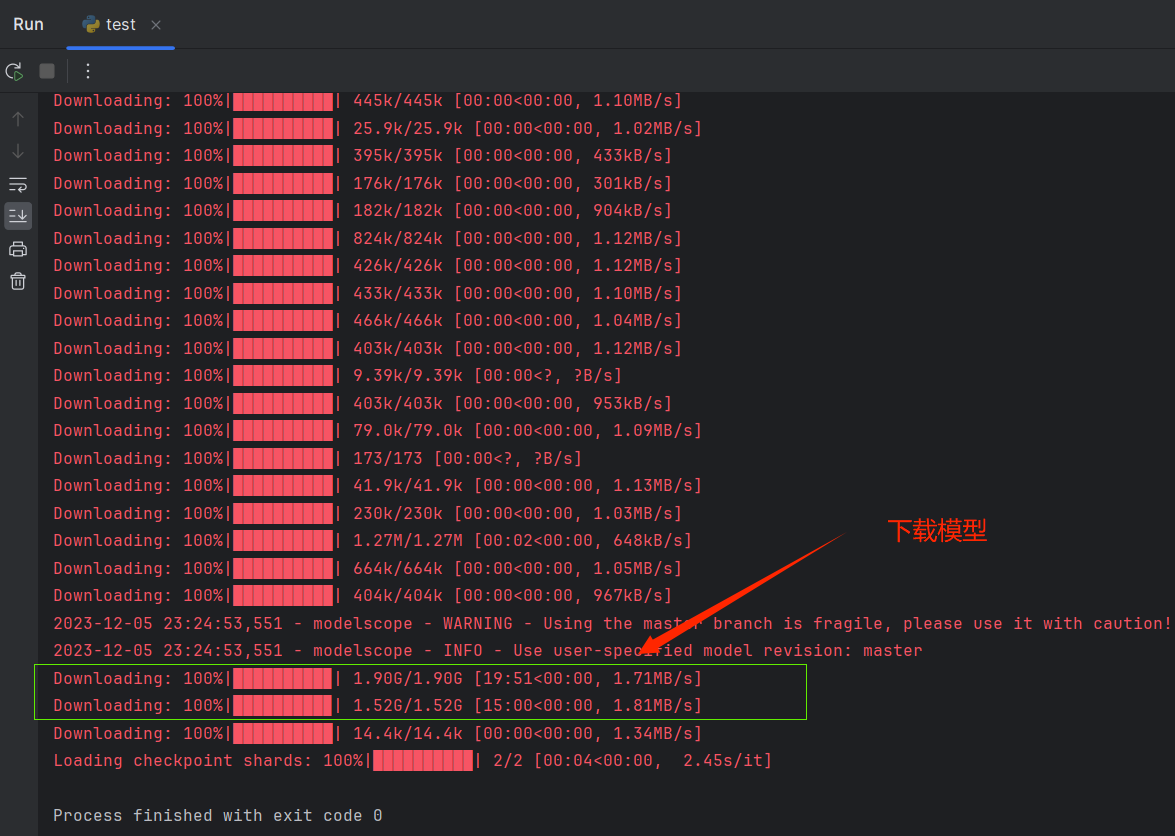 Run test
Downloading: 100%|██████████| 445k/445k [00:00<00:00, 1.10MB/s]
Downloading: 100%|██████████| 25.9k/25.9k [00:00<00:00, 1.02MB/s]
Downloading: 100%|██████████| 395k/395k [00:00<00:00, 433kB/s]
Downloading: 100%|██████████| 176k/176k [00:00<00:00, 301kB/s]
Downloading: 100%|██████████| 182k/182k [00:00<00:00, 904kB/s]
Downloading: 100%|██████████| 824k/824k [00:00<00:00, 1.12MB/s]
Downloading: 100%|██████████| 426k/426k [00:00<00:00, 1.12MB/s]
Downloading: 100%|██████████| 433k/433k [00:00<00:00, 1.10MB/s]
Downloading: 100%|██████████| 466k/466k [00:00<00:00, 1.04MB/s]
Downloading: 100%|██████████| 403k/403k [00:00<00:00, 1.12MB/s]
Downloading: 100%|██████████| 9.39k/9.39k [00:00<?, ?B/s]
Downloading: 100%|██████████| 403k/403k [00:00<00:00, 953kB/s]
Downloading: 100%|██████████| 79.0k/79.0k [00:00<00:00, 1.09MB/s]
Downloading: 100%|██████████| 173/173 [00:00<?, ?B/s]
Downloading: 100%|██████████| 41.9k/41.9k [00:00<00:00, 1.13MB/s]
Downloading: 100%|██████████| 230k/230k [00:00<00:00, 1.03MB/s]
下载模型
Downloading: 100%|██████████| 1.27M/1.27M [00:02<00:00, 648kB/s]
Downloading: 100%|██████████| 664k/664k [00:00<00:00, 1.05MB/s]
Downloading: 100%|██████████| 404k/404k [00:00<00:00, 967kB/s]
2023-12-05 23:24:53,551 - modelscope - WARNING - Using the master branch is fragile, please use it with caution!
2023-12-05 23:24:53,551 - modelscope - INFO - Use user-specified model revision: master
Downloading: 100%|██████████| 1.90G/1.90G [19:51<00:00, 1.71MB/s]
Downloading: 100%|██████████| 1.52G/1.52G [15:00<00:00, 1.81MB/s]
Downloading: 100%|██████████| 14.4k/14.4k [00:00<00:00, 1.34MB/s]
Loading checkpoint shards: 100%|██████████| 2/2 [00:04<00:00,  2.45s/it]
Process finished with exit code 0